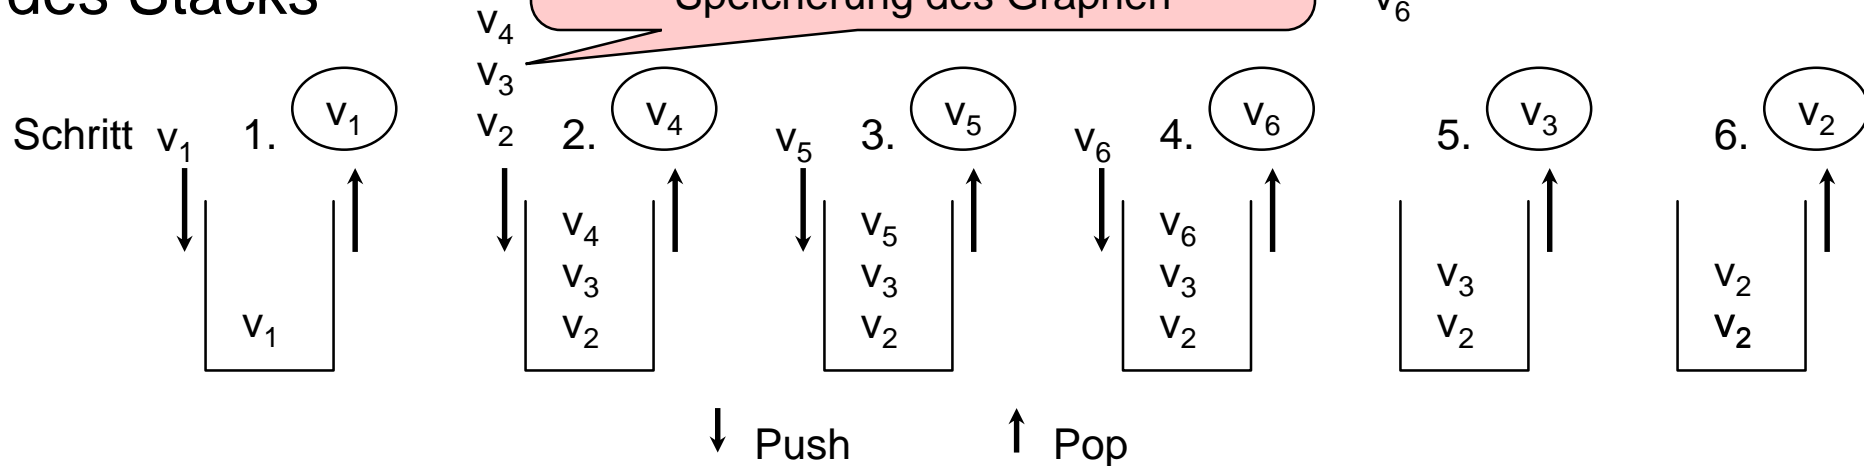 des Stacks
Speicherung des Graphen
v₄
v₆
v₃
v₂
Schritt v₁ 1. v₁ 2. v₄ v₅ 3. v₅ v₆ 4. v₆ 5. v₃ 6. v₂
v₄ v₅ v₆
v₃ v₃ v₃ v₃ v₂
v₁ v₂ v₂ v₂ v₂ v₂
Push Pop